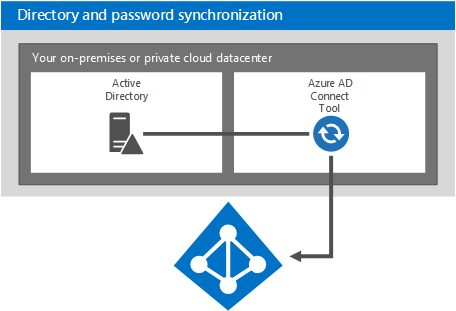 Directory and password synchronization
Your on-premises or private cloud datacenter
Active
Directory
Azure AD
Connect
Tool